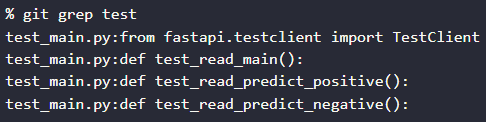 % git grep test
test_main.py:from fastapi.testclient import TestClient
test_main.py:def test_read_main():
test_main.py:def test_read_predict_positive():
test_main.py:def test_read_predict_negative():